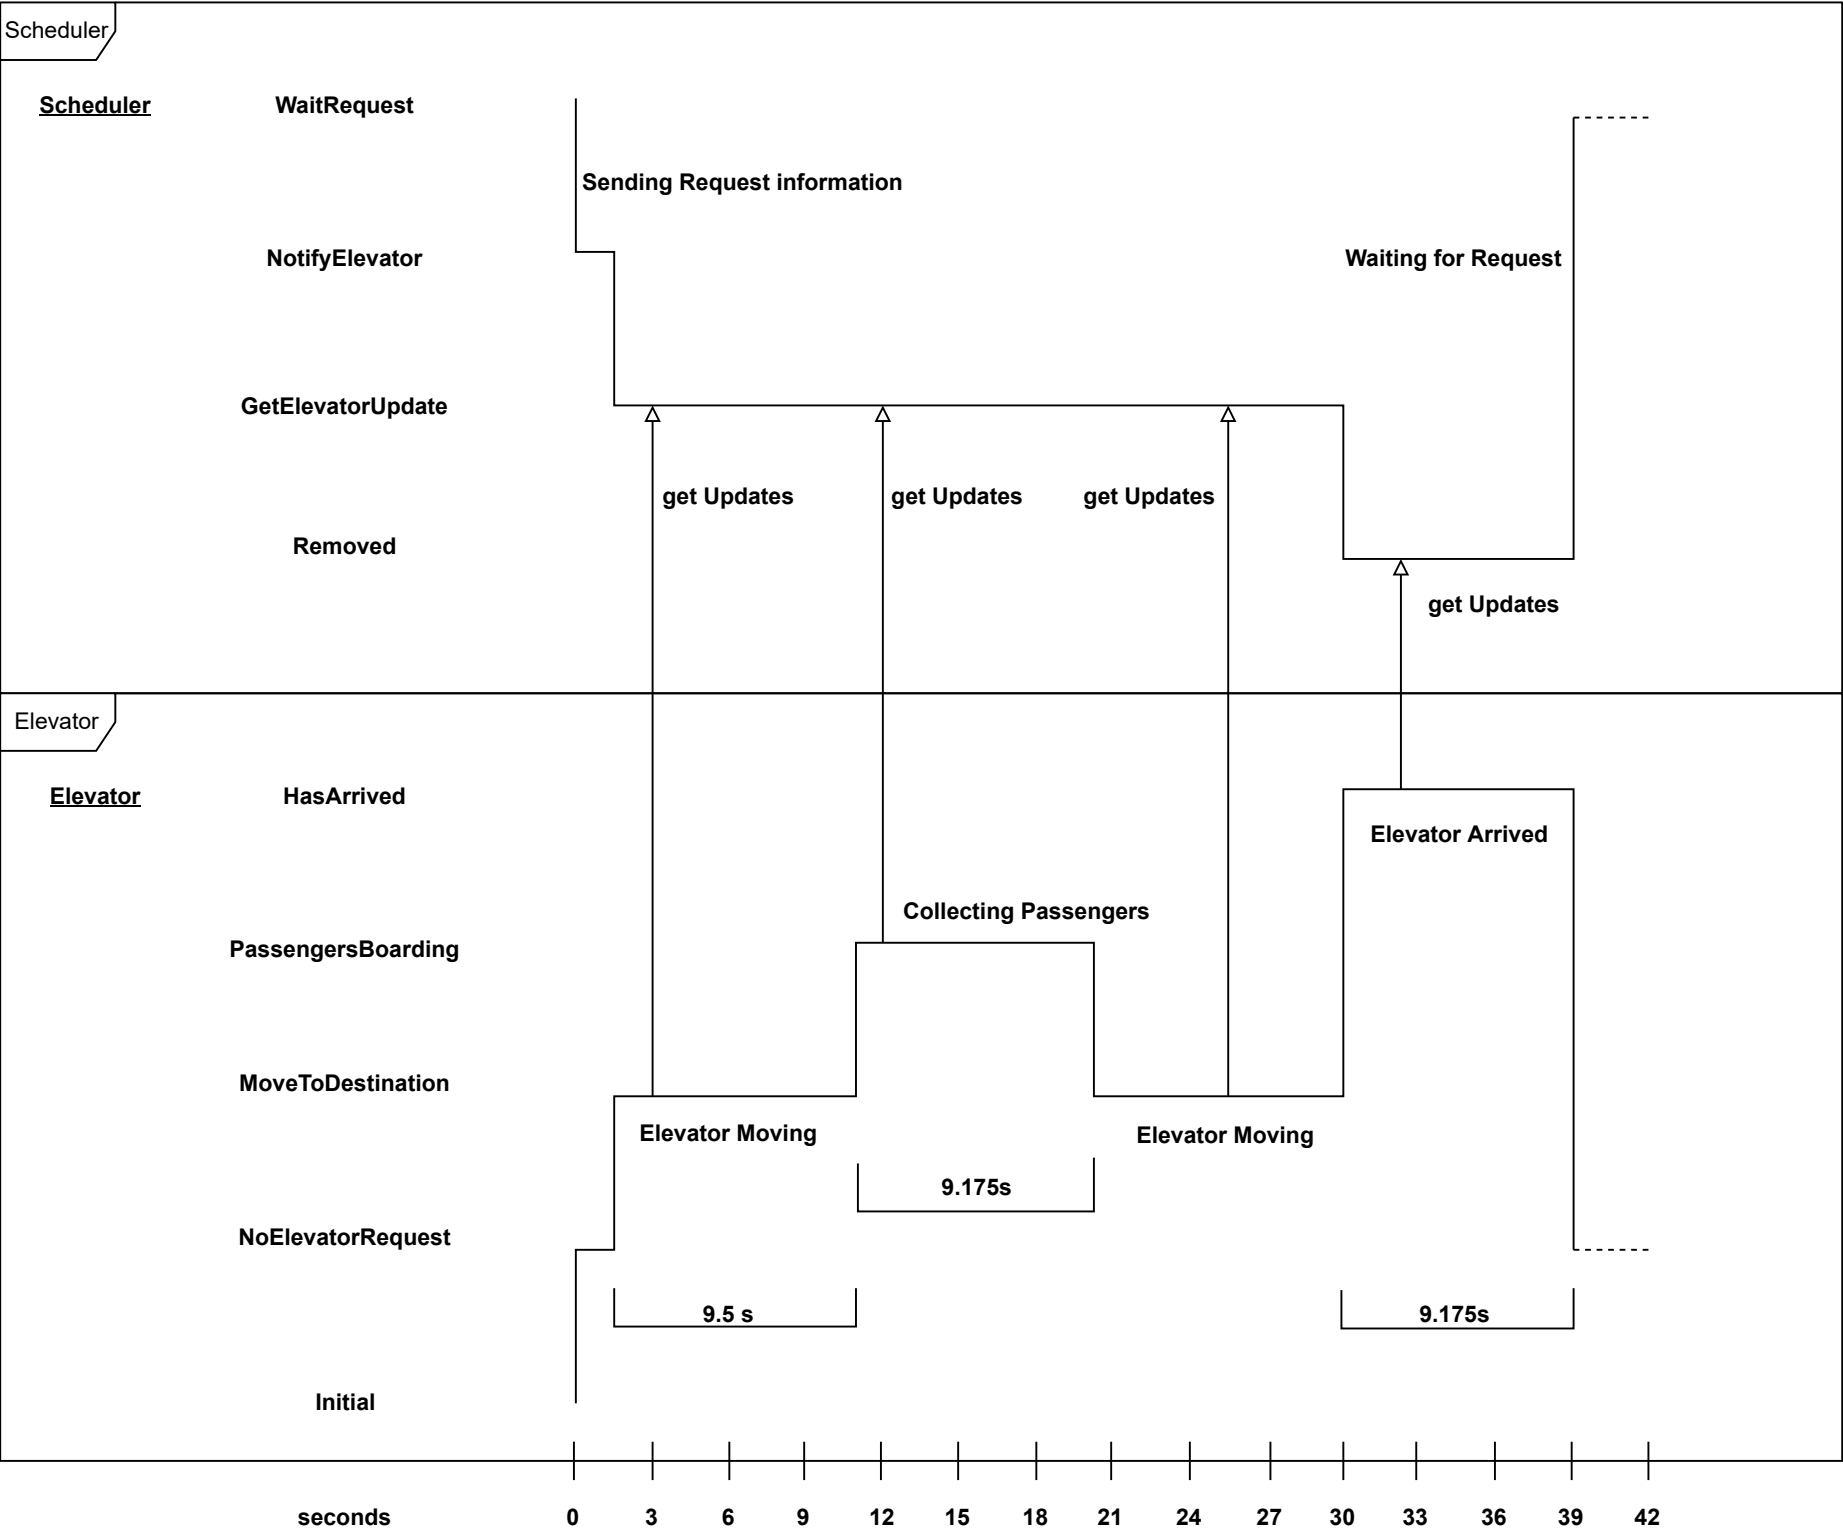 Scheduler
Scheduler WaitRequest
Sending Request information
NotifyElevator Waiting for Request
GetElevatorUpdate
get Updates get Updates get Updates
Removed
get Updates
Elevator
Elevator HasArrived
Elevator Arrived
Collecting Passengers
PassengersBoarding
MoveToDestination
Elevator Moving Elevator Moving
9.175s
NoElevatorRequest
9.5 s 9.175s
Initial
seconds 0 3 6 9 12 15 18 21 24 27 30 33 36 39 42